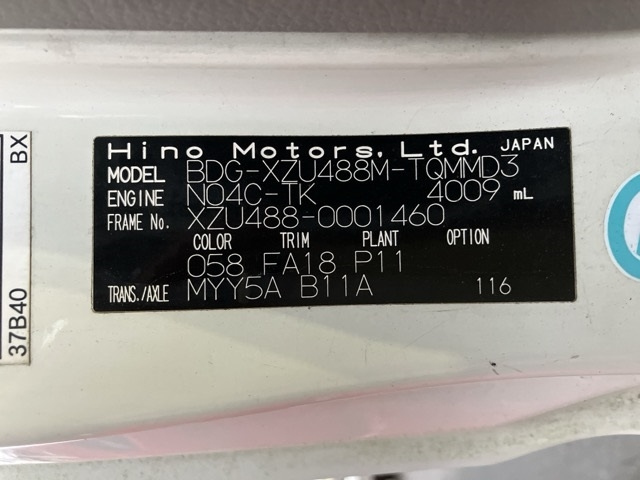 Hino Motors, Ltd. JAPAN
MODEL BDG-XZU488M-TQMMD3
ENGINE N04C-TK 4009 mL
FRAME No. XZU488-0001460
COLOR TRIM PLANT OPTION
058 FA18 P11
TRANS./AXLE MYY5A B11A 116
37B40 BX